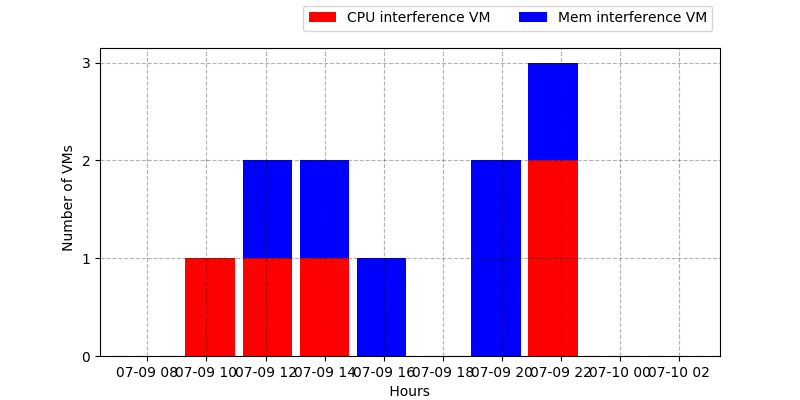 CPU interference VM Mem interference VM
3
2
1
0
Number of VMs
07-09 08 07-09 10 07-09 12 07-09 14 07-09 16 07-09 18 07-09 20 07-09 22 07-10 00 07-10 02
Hours